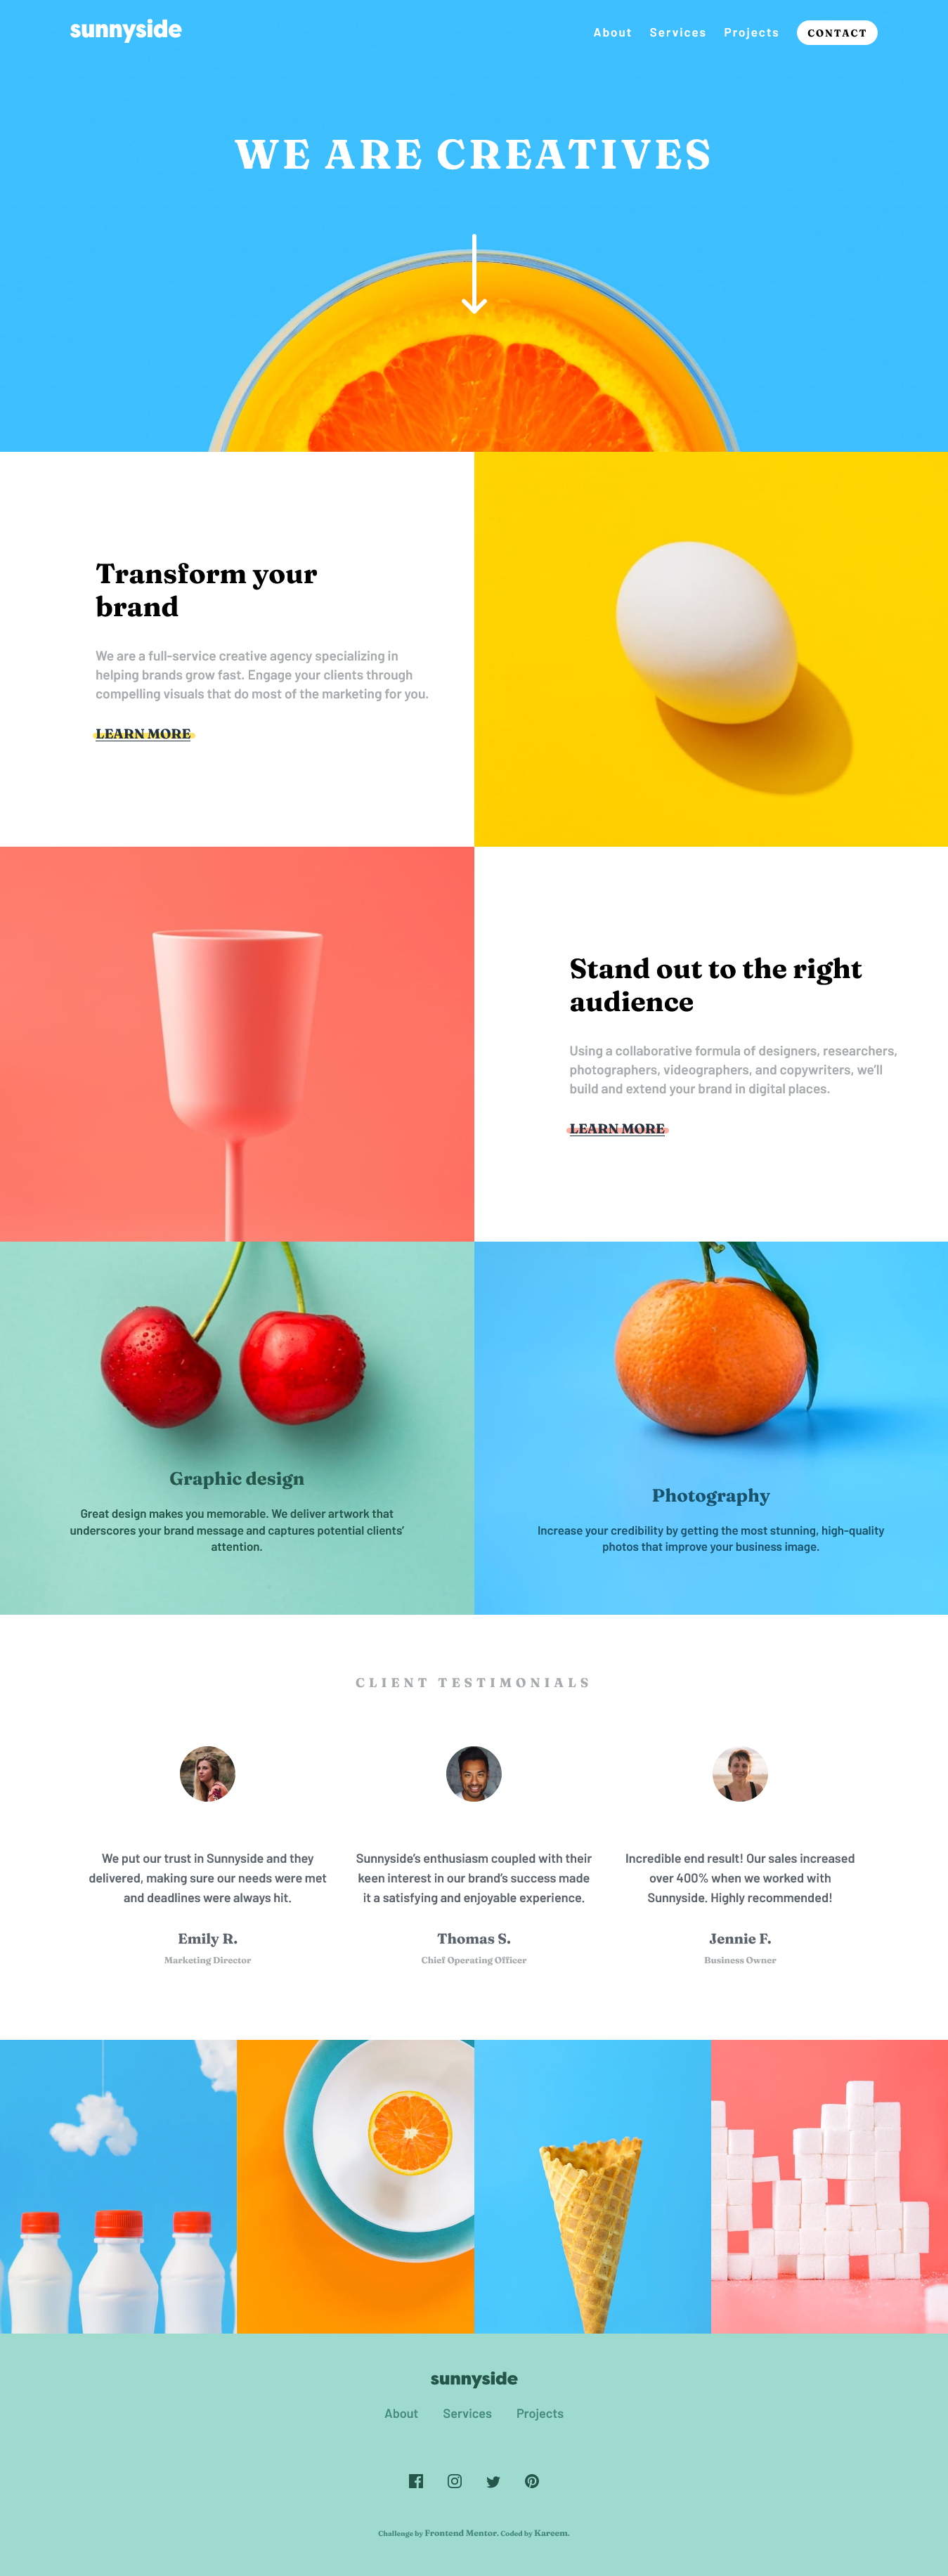 sunnyside
About Services Projects CONTACT
WE ARE CREATIVES
Transform your
brand
We are a full-service creative agency specializing in
helping brands grow fast. Engage your clients through
compelling visuals that do most of the marketing for you.
LEARN MORE
Stand out to the right
audience
Using a collaborative formula of designers, researchers,
photographers, videographers, and copywriters, we’ll
build and extend your brand in digital places.
LEARN MORE
Graphic design
Great design makes you memorable. We deliver artwork that
underscores your brand message and captures potential clients’
attention.
Photography
Increase your credibility by getting the most stunning, high-quality
photos that improve your business image.
CLIENT TESTIMONIALS
We put our trust in Sunnyside and they
delivered, making sure our needs were met
and deadlines were always hit.
Emily R.
Marketing Director
Sunnyside’s enthusiasm coupled with their
keen interest in our brand’s success made
it a satisfying and enjoyable experience.
Thomas S.
Chief Operating Officer
Incredible end result! Our sales increased
over 400% when we worked with
Sunnyside. Highly recommended!
Jennie F.
Business Owner
sunnyside
About Services Projects
Challenge by Frontend Mentor. Coded by Kareem.